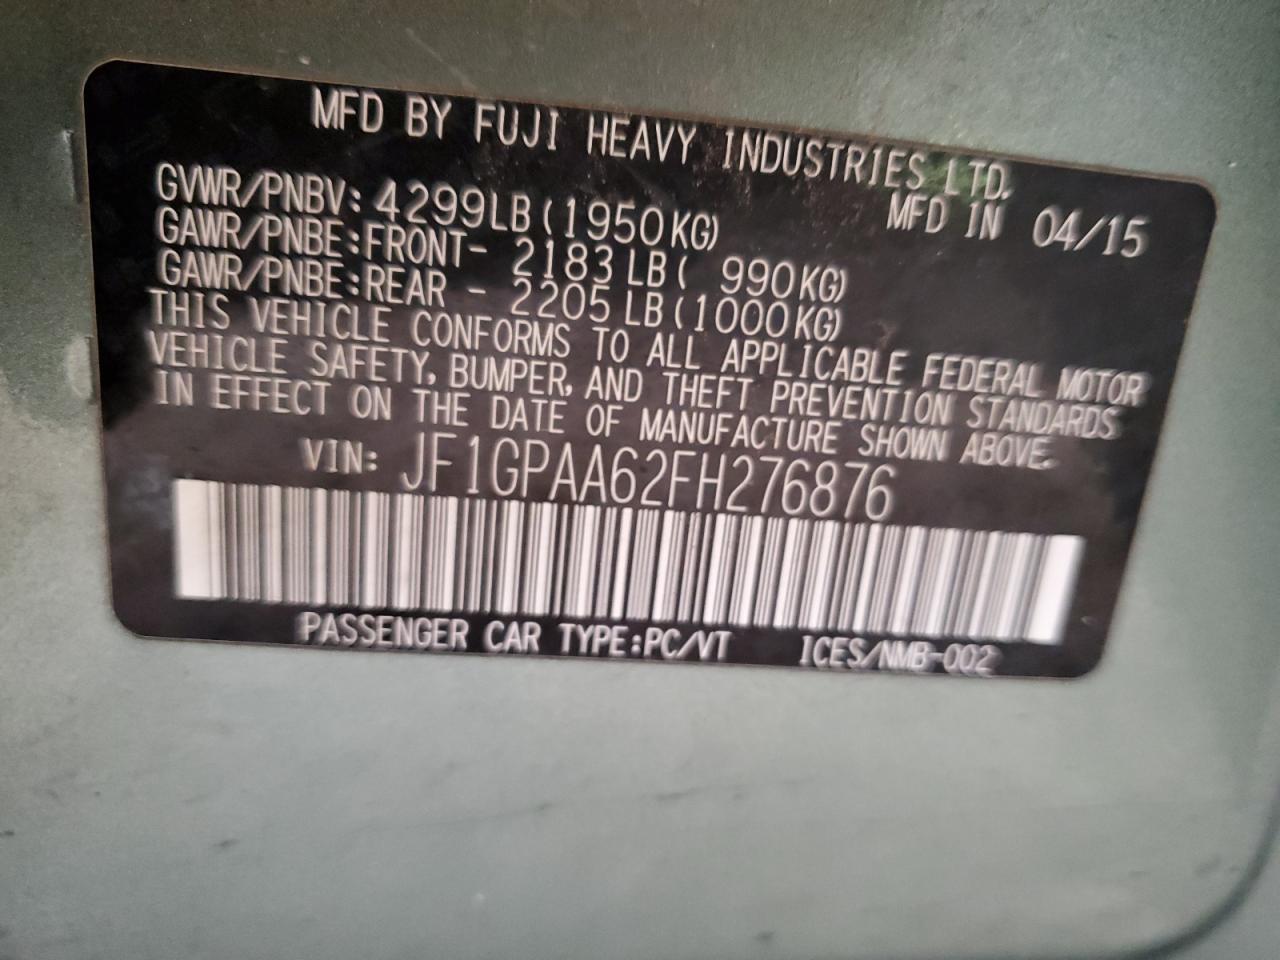 MFD BY FUJI HEAVY INDUSTRIES LTD.
GVWR/PNBV: 4299LB (1950KG) MFD IN 04/15
GAWR/PNBE:FRONT- 2183LB( 990KG)
GAWR/PNBE:REAR - 2205LB(1000KG)
THIS VEHICLE CONFORMS TO ALL APPLICABLE FEDERAL MOTOR
VEHICLE SAFETY, BUMPER, AND THEFT PREVENTION STANDARDS
IN EFFECT ON THE DATE OF MANUFACTURE SHOWN ABOVE.
VIN: JF1GPAA62FH276876
PASSENGER CAR TYPE:PC/VT ICES/NMB-002